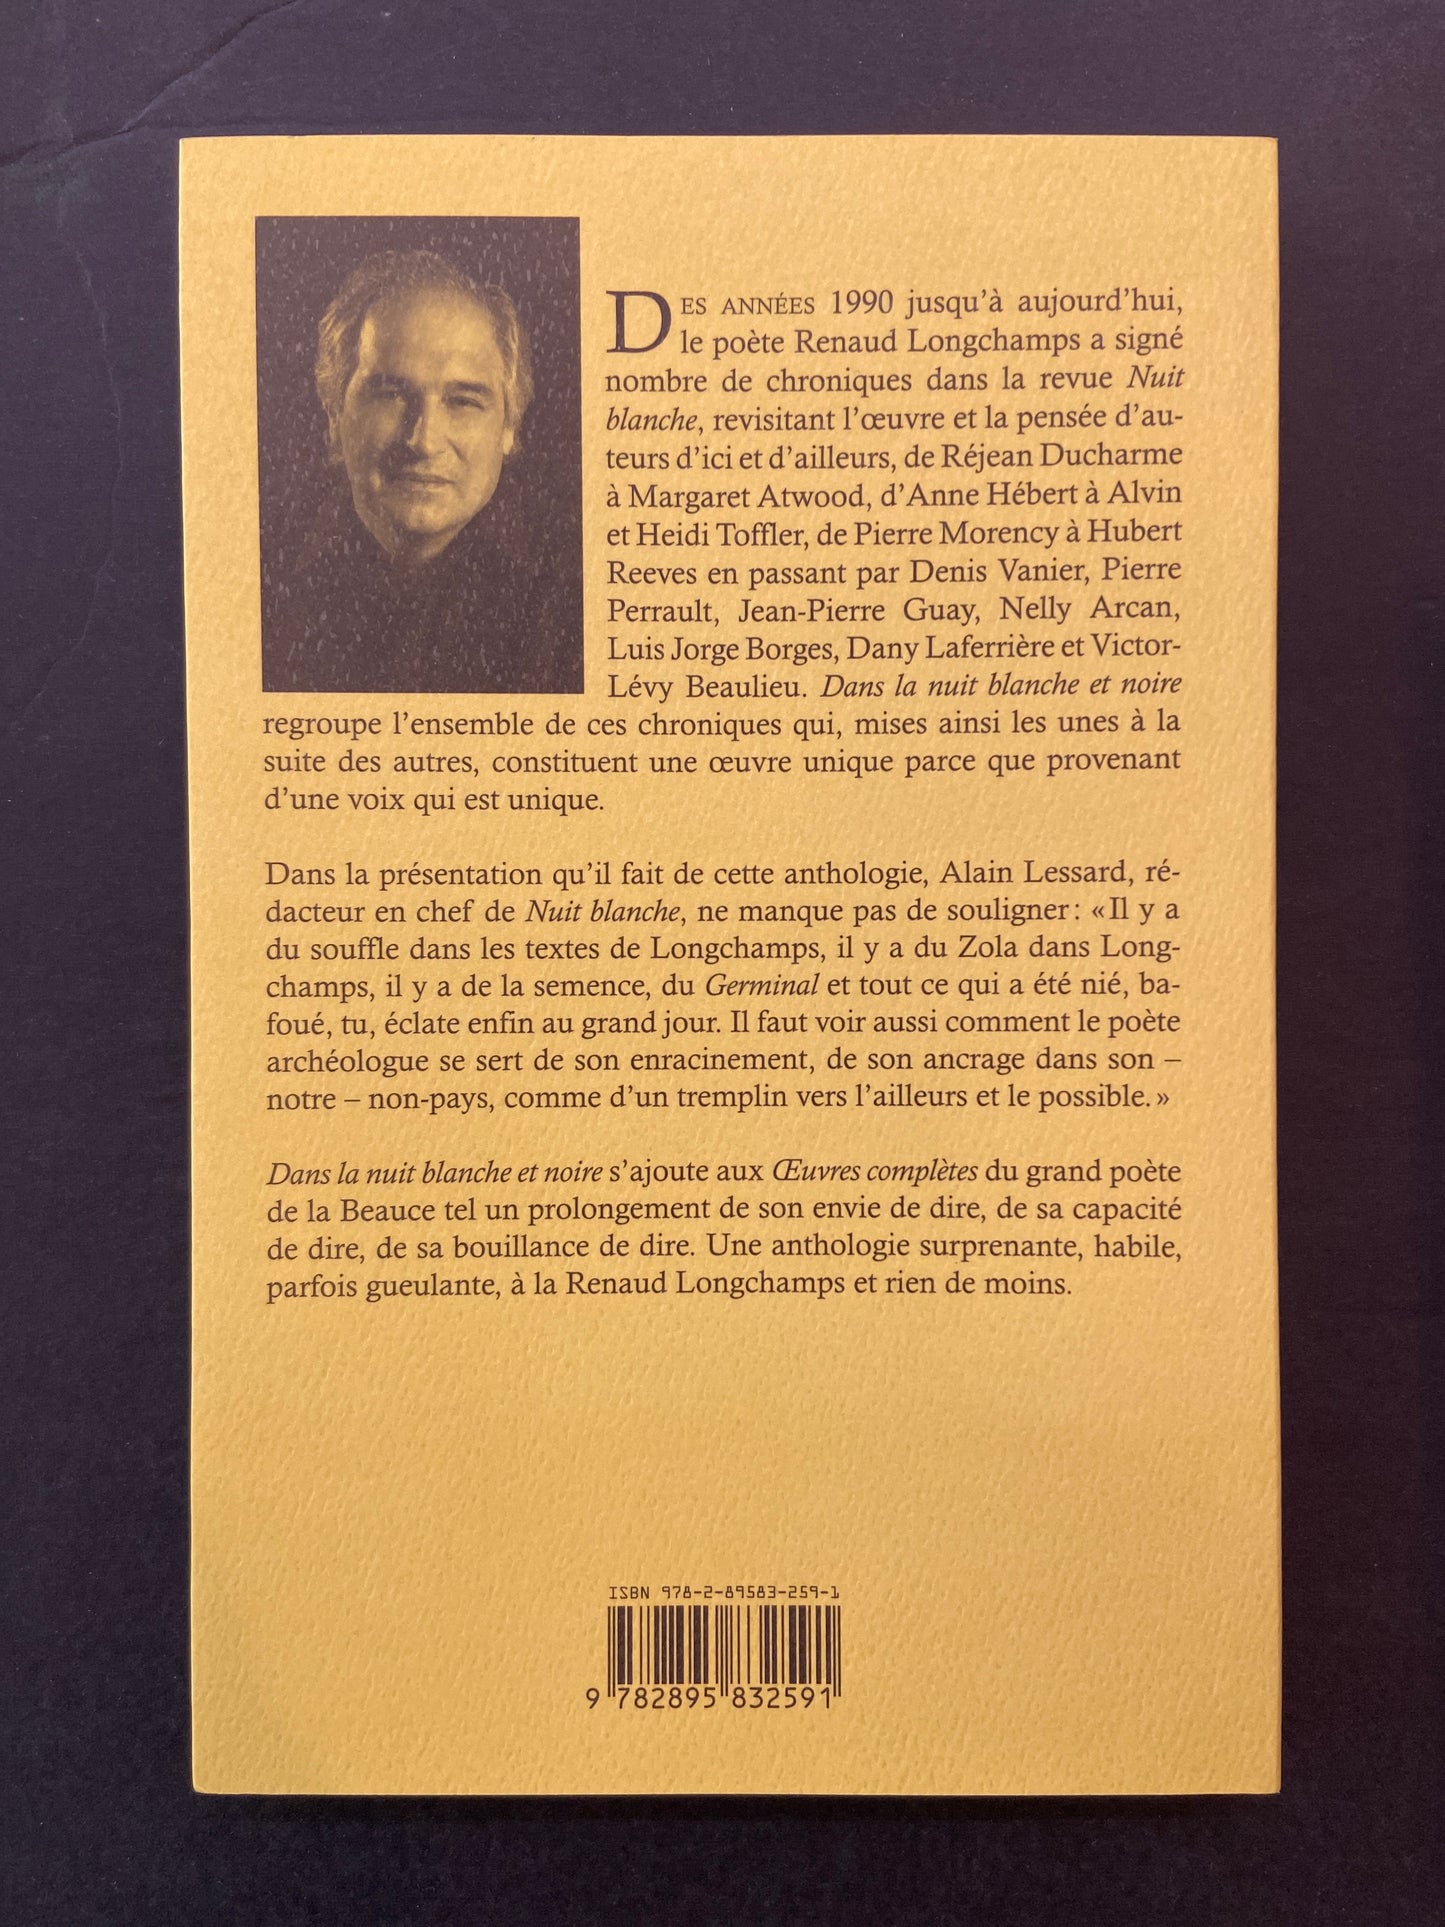 DES ANNÉES 1990 jusqu’à aujourd’hui,
le poète Renaud Longchamps a signé
nombre de chroniques dans la revue Nuit
blanche, revisitant l’œuvre et la pensée d’au-
teurs d’ici et d’ailleurs, de Réjean Ducharme
à Margaret Atwood, d’Anne Hébert à Alvin
et Heidi Toffler, de Pierre Morency à Hubert
Reeves en passant par Denis Vanier, Pierre
Perrault, Jean-Pierre Guay, Nelly Arcan,
Luis Jorge Borges, Dany Laferrière et Victor-
Lévy Beaulieu. Dans la nuit blanche et noire
regroupe l’ensemble de ces chroniques qui, mises ainsi les unes à la
suite des autres, constituent une œuvre unique parce que provenant
d’une voix qui est unique.
Dans la présentation qu’il fait de cette anthologie, Alain Lessard, ré-
dacteur en chef de Nuit blanche, ne manque pas de souligner : « Il y a
du souffle dans les textes de Longchamps, il y a du Zola dans Long-
champs, il y a de la semence, du Germinal et tout ce qui a été nié, ba-
foué, tu, éclate enfin au grand jour. Il faut voir aussi comment le poète
archéologue se sert de son enracinement, de son ancrage dans son –
notre – non-pays, comme d’un tremplin vers l’ailleurs et le possible. »
Dans la nuit blanche et noire s’ajoute aux Œuvres complètes du grand poète
de la Beauce tel un prolongement de son envie de dire, de sa capacité
de dire, de sa bouillance de dire. Une anthologie surprenante, habile,
parfois gueulante, à la Renaud Longchamps et rien de moins.
ISBN 978-2-89583-259-1
9 782895 832591